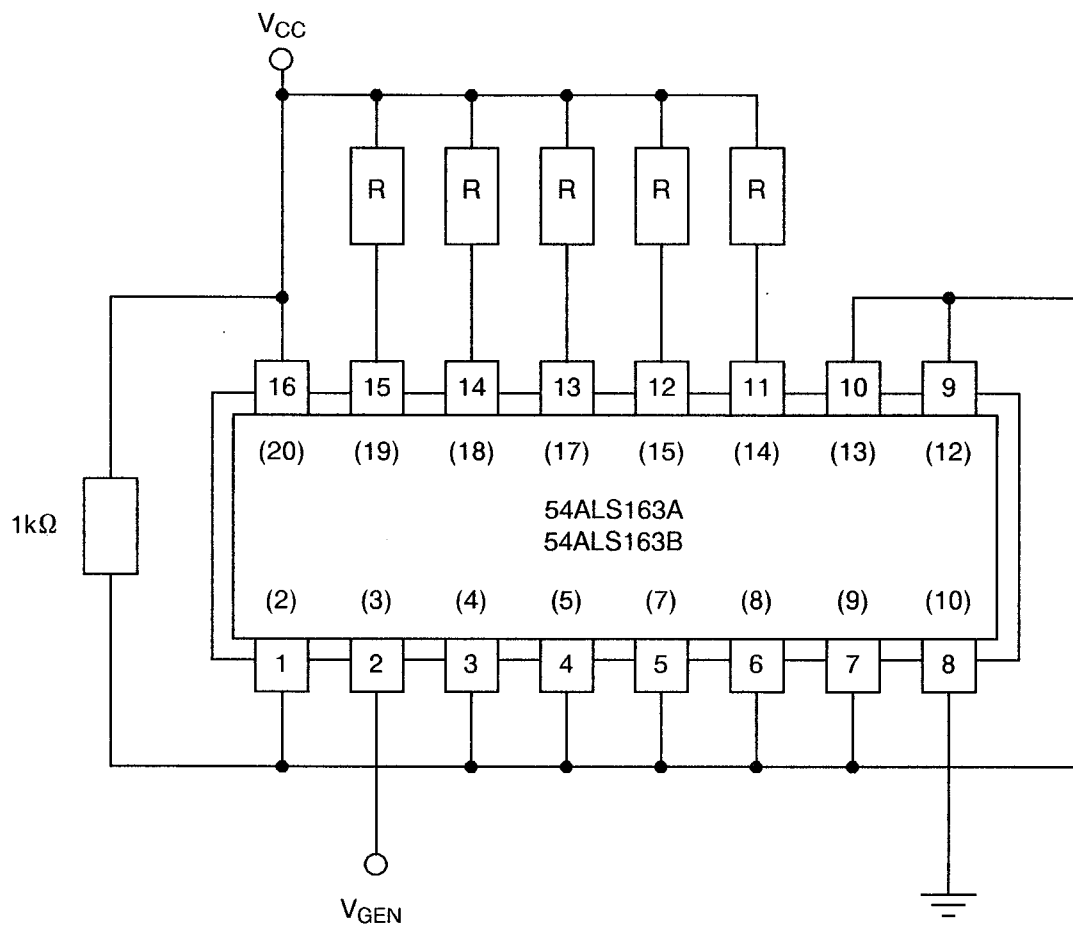 VCC
R R R R R
16 15 14 13 12 11 10 9
(20) (19) (18) (17) (15) (14) (13) (12)
1kΩ
54ALS163A
54ALS163B
(2) (3) (4) (5) (7) (8) (9) (10)
1 2 3 4 5 6 7 8
VGEN